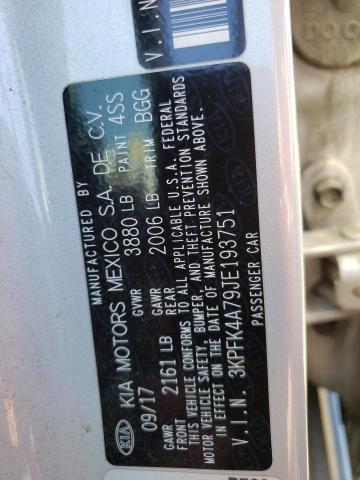 MANUFACTURED BY
KIA KIA MOTORS MEXICO S.A. DE C.V.
09/17 GVWR 3880 LB PAINT 4SS
GAWR FRONT 2161 LB GAWR REAR 2006 LB TRIM BGG
THIS VEHICLE CONFORMS TO ALL APPLICABLE U.S.A. FEDERAL
MOTOR VEHICLE SAFETY, BUMPER, AND THEFT PREVENTION STANDARDS
IN EFFECT ON THE DATE OF MANUFACTURE SHOWN ABOVE.
V.I.N. 3KPFK4A79JE193751
PASSENGER CAR
V.I.N